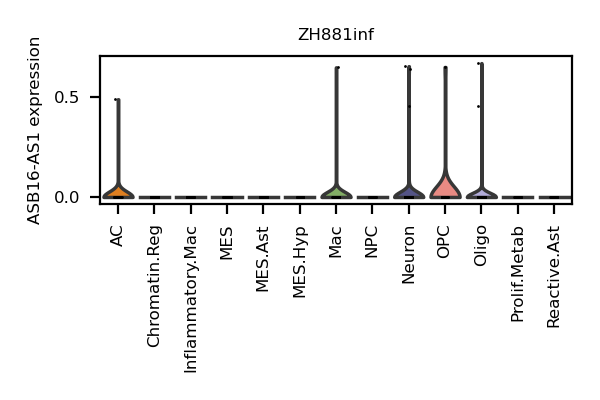 ZH881inf
ASB16-AS1 expression
0.5
0.0
AC
Chromatin.Reg
Inflammatory.Mac
MES
MES.Ast
MES.Hyp
Mac
NPC
Neuron
OPC
Oligo
Prolif.Metab
Reactive.Ast